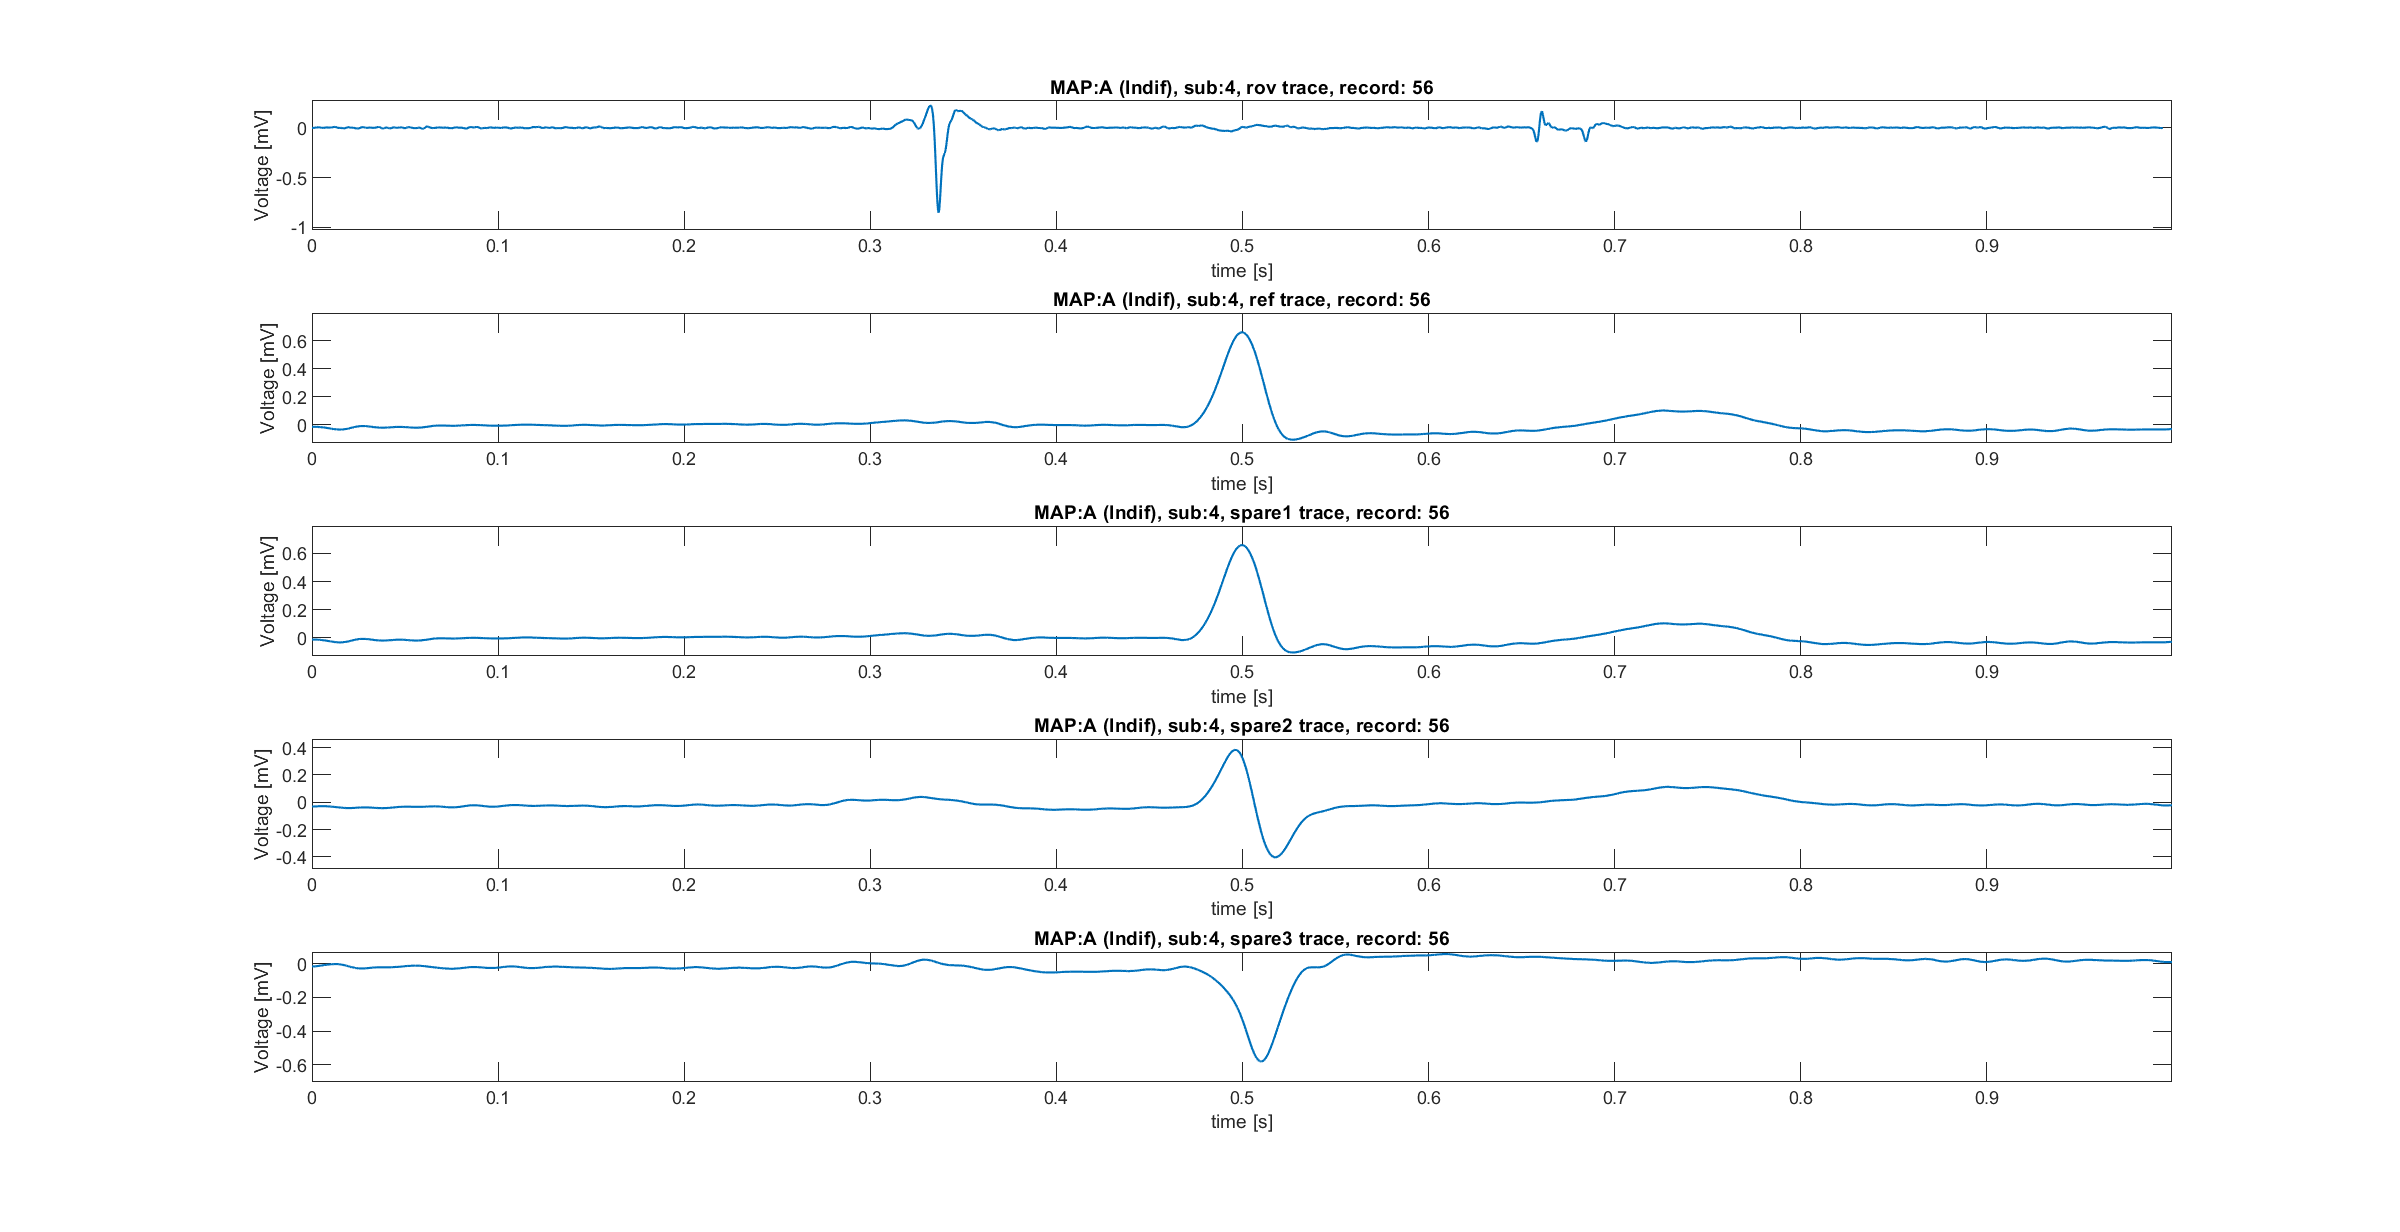 MAP:A (Indif), sub:4, rov trace, record: 56
Voltage [mV]
0
-0.5
-1
0 0.1 0.2 0.3 0.4 0.5 0.6 0.7 0.8 0.9
time [s]
MAP:A (Indif), sub:4, ref trace, record: 56
Voltage [mV]
0.6
0.4
0.2
0
0 0.1 0.2 0.3 0.4 0.5 0.6 0.7 0.8 0.9
time [s]
MAP:A (Indif), sub:4, spare1 trace, record: 56
Voltage [mV]
0.6
0.4
0.2
0
0 0.1 0.2 0.3 0.4 0.5 0.6 0.7 0.8 0.9
time [s]
MAP:A (Indif), sub:4, spare2 trace, record: 56
Voltage [mV]
0.4
0.2
0
-0.2
-0.4
0 0.1 0.2 0.3 0.4 0.5 0.6 0.7 0.8 0.9
time [s]
MAP:A (Indif), sub:4, spare3 trace, record: 56
Voltage [mV]
0
-0.2
-0.4
-0.6
0 0.1 0.2 0.3 0.4 0.5 0.6 0.7 0.8 0.9
time [s]